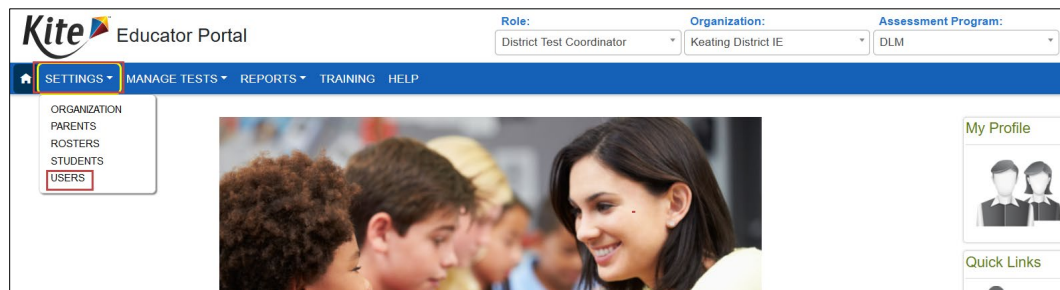 Kite Educator Portal
Role:
District Test Coordinator
Organization:
Keating District IE
Assessment Program:
DLM
SETTINGS MANAGE TESTS REPORTS TRAINING HELP
ORGANIZATION
PARENTS
ROSTERS
STUDENTS
USERS
My Profile
Quick Links